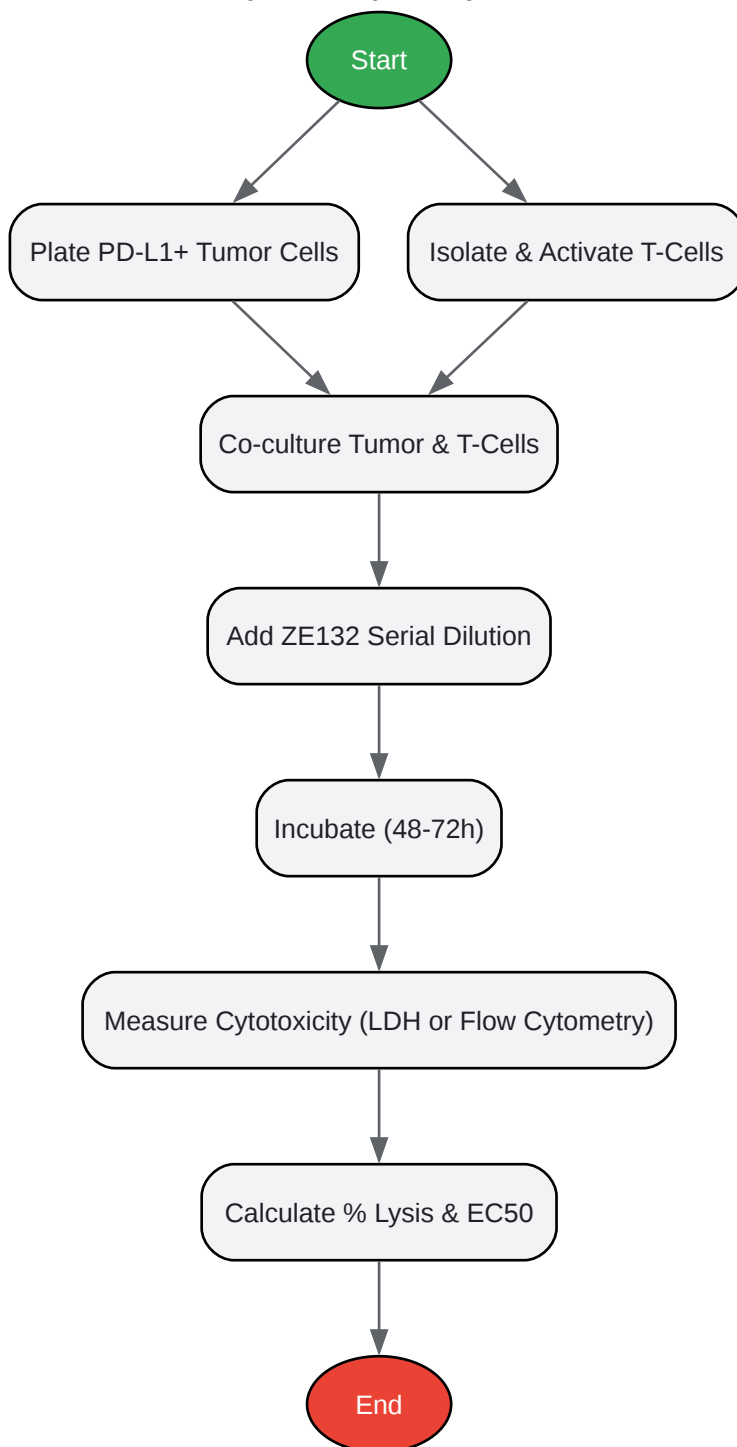 Start
Plate PD-L1+ Tumor Cells
Isolate & Activate T-Cells
Co-culture Tumor & T-Cells
Add ZE132 Serial Dilution
Incubate (48-72h)
Measure Cytotoxicity (LDH or Flow Cytometry)
Calculate % Lysis & EC50
End